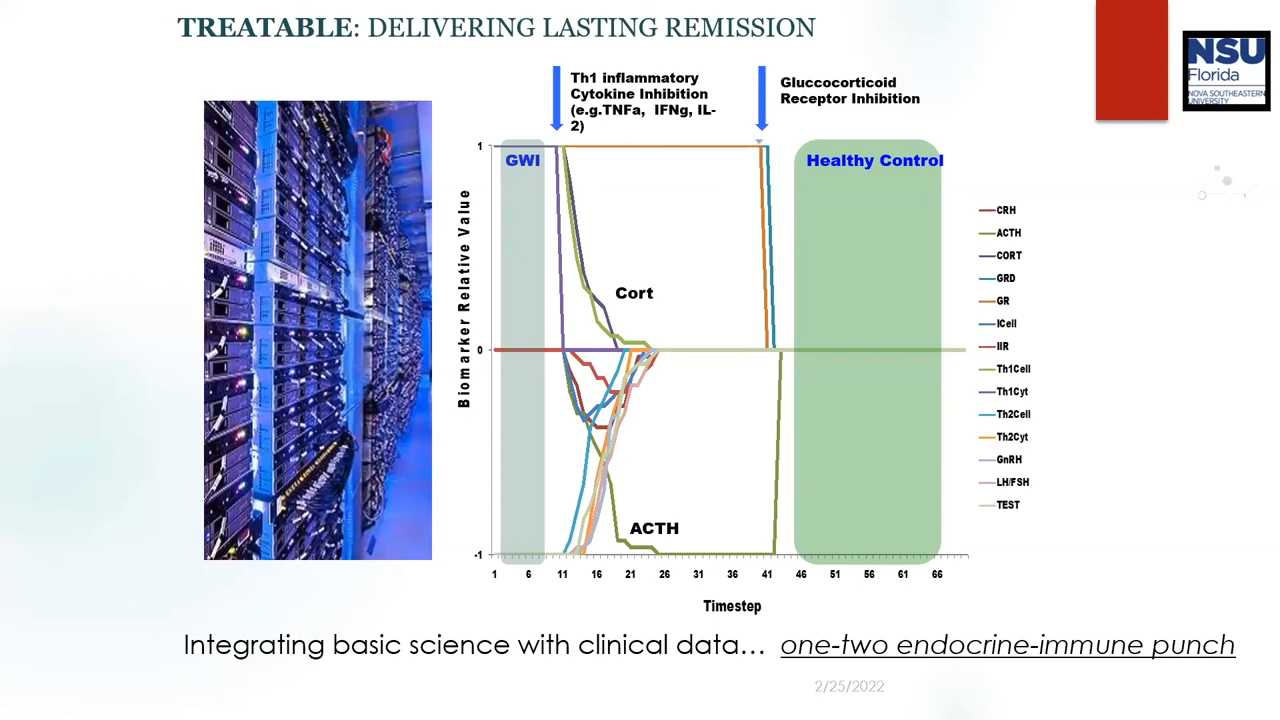 TREATABLE: DELIVERING LASTING REMISSION
NSU
Florida
NOVA SOUTHEASTERN
UNIVERSITY
Th1 inflammatory
Cytokine Inhibition
(e.g.TNFa, IFNg, IL-
2)
Gluccocorticoid
Receptor Inhibition
GWI
Healthy Control
Biomarker Relative Value
1
0
-1
Cort
ACTH
1 6 11 16 21 26 31 36 41 46 51 56 61 66
Timestep
CRH
ACTH
CORT
GRD
GR
ICell
IIR
Th1Cell
Th1Cyt
Th2Cell
Th2Cyt
GnRH
LH/FSH
TEST
Integrating basic science with clinical data… one-two endocrine-immune punch
2/25/2022